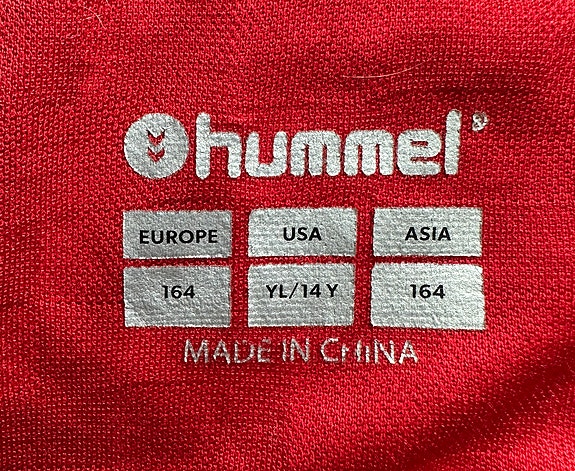 hummel®
EUROPE USA ASIA
164 YL/14 Y 164
MADE IN CHINA